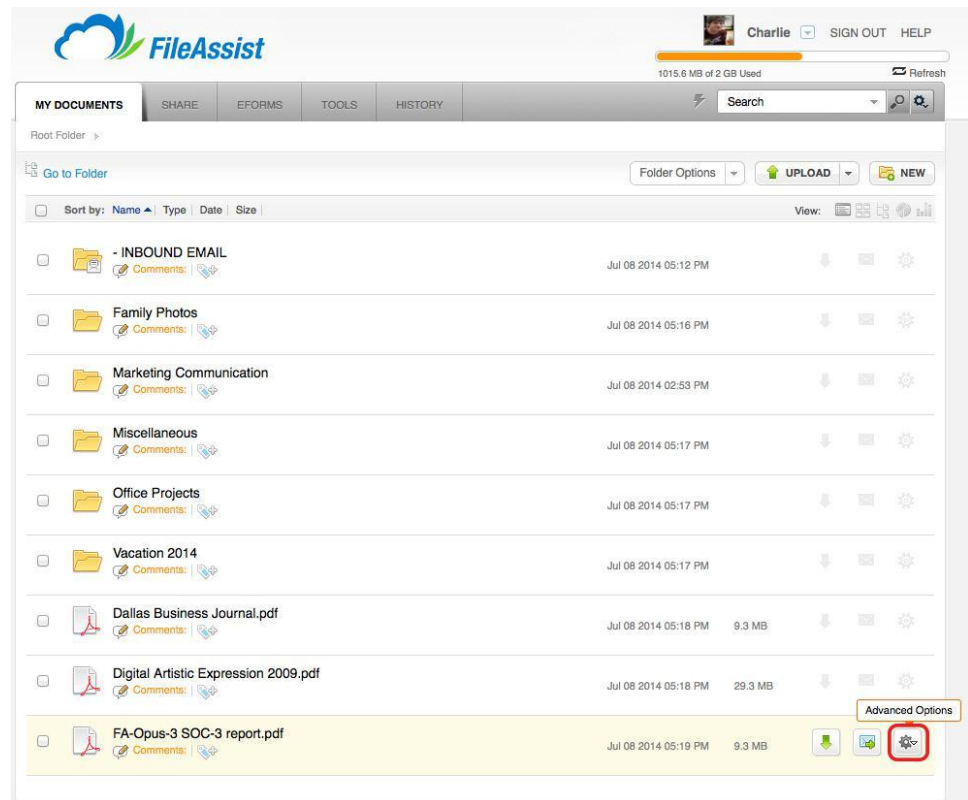 FileAssist
Charlie SIGN OUT HELP
1015.6 MB of 2 GB Used Refresh
MY DOCUMENTS SHARE EFORMS TOOLS HISTORY Search
Root Folder
Go to Folder Folder Options UPLOAD NEW
Sort by: Name Type Date Size View:
- INBOUND EMAIL
Comments:
Jul 08 2014 05:12 PM
Family Photos
Comments:
Jul 08 2014 05:16 PM
Marketing Communication
Comments:
Jul 08 2014 02:53 PM
Miscellaneous
Comments:
Jul 08 2014 05:17 PM
Office Projects
Comments:
Jul 08 2014 05:17 PM
Vacation 2014
Comments:
Jul 08 2014 05:17 PM
Dallas Business Journal.pdf
Comments:
Jul 08 2014 05:18 PM 9.3 MB
Digital Artistic Expression 2009.pdf
Comments:
Jul 08 2014 05:18 PM 29.3 MB
Advanced Options
FA-Opus-3 SOC-3 report.pdf
Comments:
Jul 08 2014 05:19 PM 9.3 MB